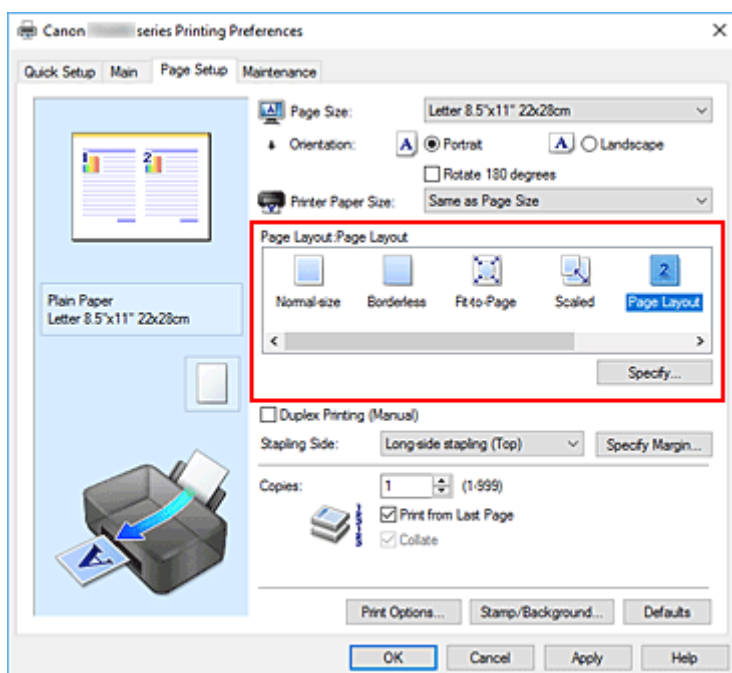 Canon series Printing Preferences
Quick Setup Main Page Setup Maintenance
1 2
Plain Paper
Letter 8.5"x11" 22x28cm
A
Page Size: Letter 8.5"x11" 22x28cm
Orientation: A Portrait A Landscape
Rotate 180 degrees
Printer Paper Size: Same as Page Size
Page Layout:Page Layout
2
Normal-size Borderless Fit-to-Page Scaled Page Layout
Specify...
Duplex Printing (Manual)
Stapling Side: Long-side stapling (Top) Specify Margin...
Copies: 1 (1-999)
Print from Last Page
Collate
Print Options... Stamp/Background... Defaults
OK Cancel Apply Help